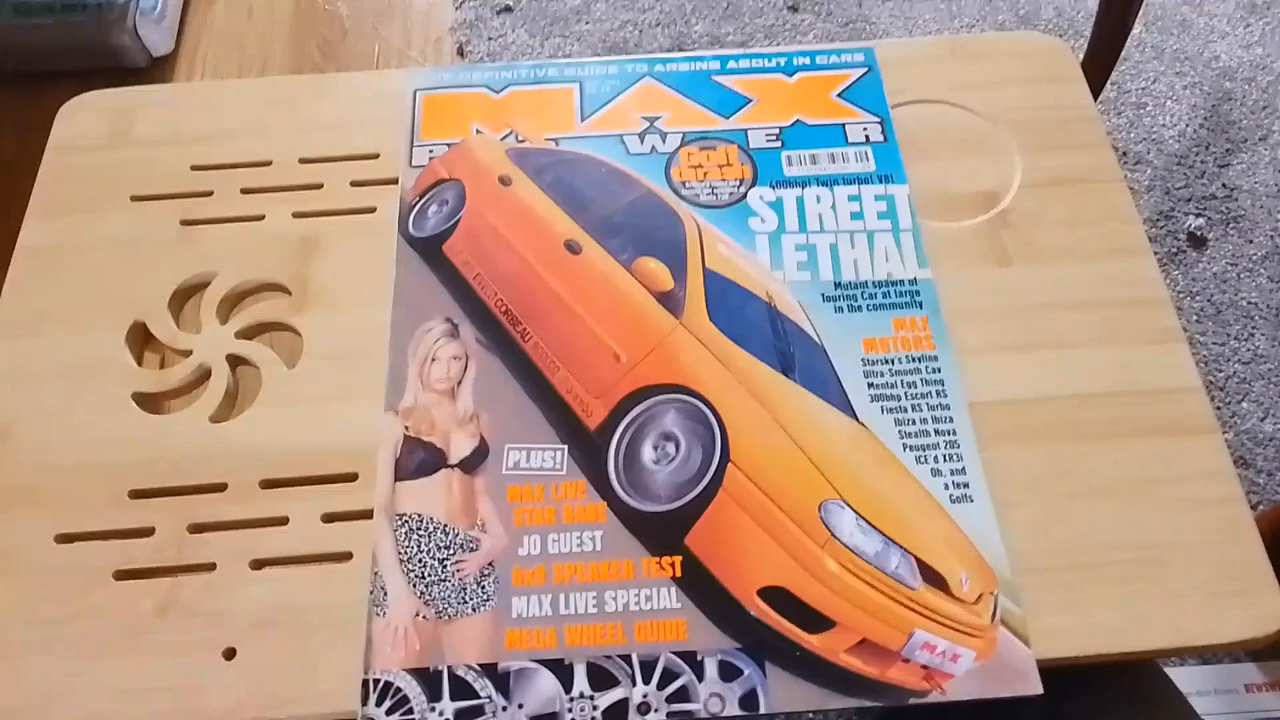 DEFINITIVE GUIDE TO ARSING ABOUT IN CARS
MAX
POWER
Golf
thrash
400bhp! Twin turbo! V8!
STREET
LETHAL
Mutant spawn of
Touring Car at large
in the community
MAX
MOTORS
Starsky's Skyline
Ultra-Smooth Cav
Mental Egg Thing
300bhp Escort RS
Fiesta RS Turbo
Ibiza in Ibiza
Stealth Nova
Peugeot 205
ICE'd XR3i
Oh, and
a few
Golfs
CORBEAU
PLUS!
MAX LIVE
STAR BABE
JO GUEST
6x9 SPEAKER TEST
MAX LIVE SPECIAL
MEGA WHEEL GUIDE
MAX